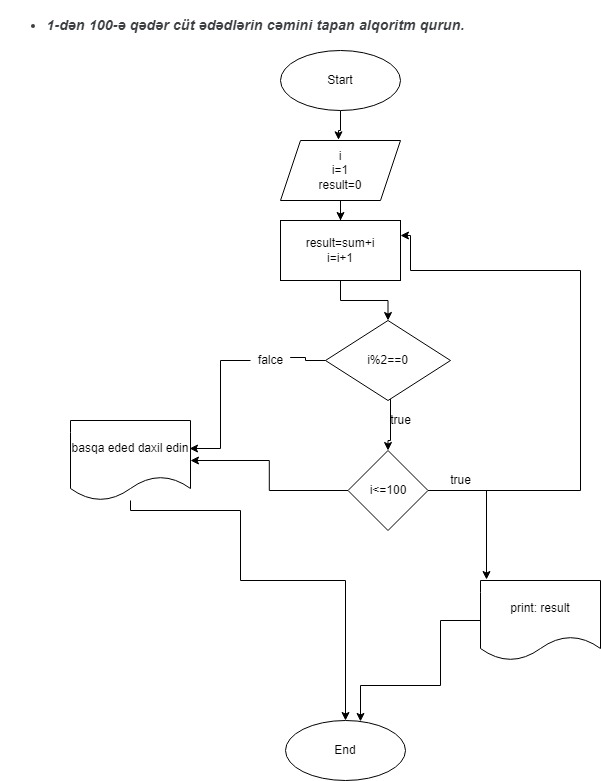 1-dən 100-ə qədər cüt ədədlərin cəmini tapan alqoritm qurun.
Start
i
i=1
result=0
result=sum+i
i=i+1
i%2==0
falce
true
basqa eded daxil edin
i<=100
true
print: result
End